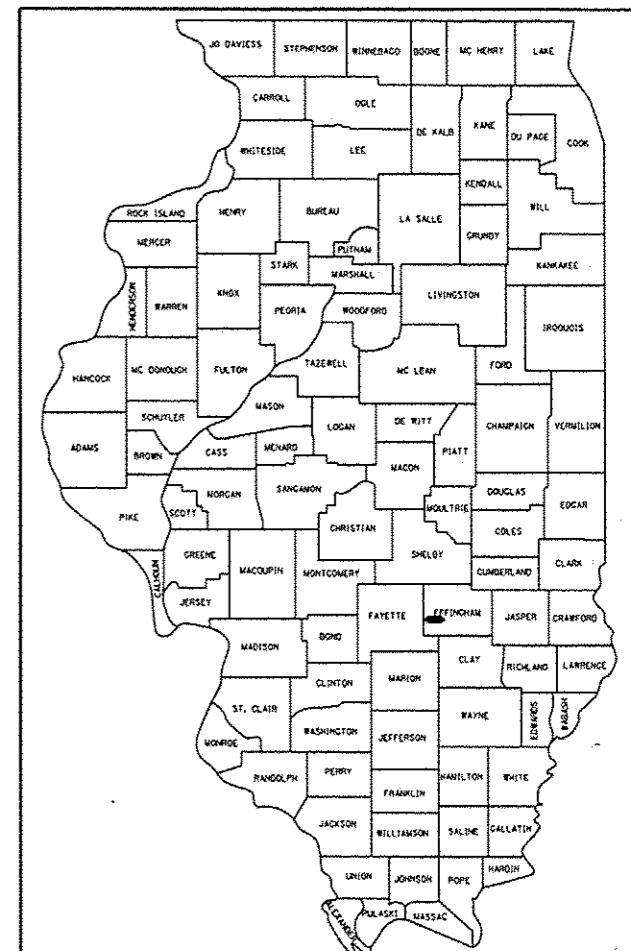 JO DAVIESS STEPHENSON WINNEBAGO BOONE MC HENRY LAKE
CARROLL OGLE DE KALB KANE DU PAGE COOK
WHITESIDE LEE
KENDALL WILL
ROCK ISLAND HENRY BUREAU LA SALLE
GRUNDY
MERCER PUTNAM KANKAKEE
STARK MARSHALL
HENDERSON WARREN KNOX PEORIA WOODFORD LIVINGSTON IROQUOIS
HANCOCK MC DONOUGH FULTON TAZEWELL MC LEAN FORD
MASON
SCHUYLER LOGAN DE WITT CHAMPAIGN VERMILION
ADAMS BROWN CASS MENARD PIATT
MACON
PIKE SCOTT MORGAN SANGAMON MOULTRIE DOUGLAS EDGAR
CHRISTIAN COLES
GREENE SHELBY
CALHOUN MACOUPIN MONTGOMERY CUMBERLAND CLARK
JERSEY FAYETTE EFFINGHAM JASPER CRAWFORD
MADISON BOND
CLAY RICHLAND LAWRENCE
CLINTON MARION
ST. CLAIR WAYNE EDWARDS WABASH
WASHINGTON JEFFERSON
MONROE
RANDOLPH PERRY HAMILTON WHITE
FRANKLIN
JACKSON WILLIAMSON SALINE GALLATIN
UNION JOHNSON POPE HARDIN
ALEXANDER PULASKI MASSAC